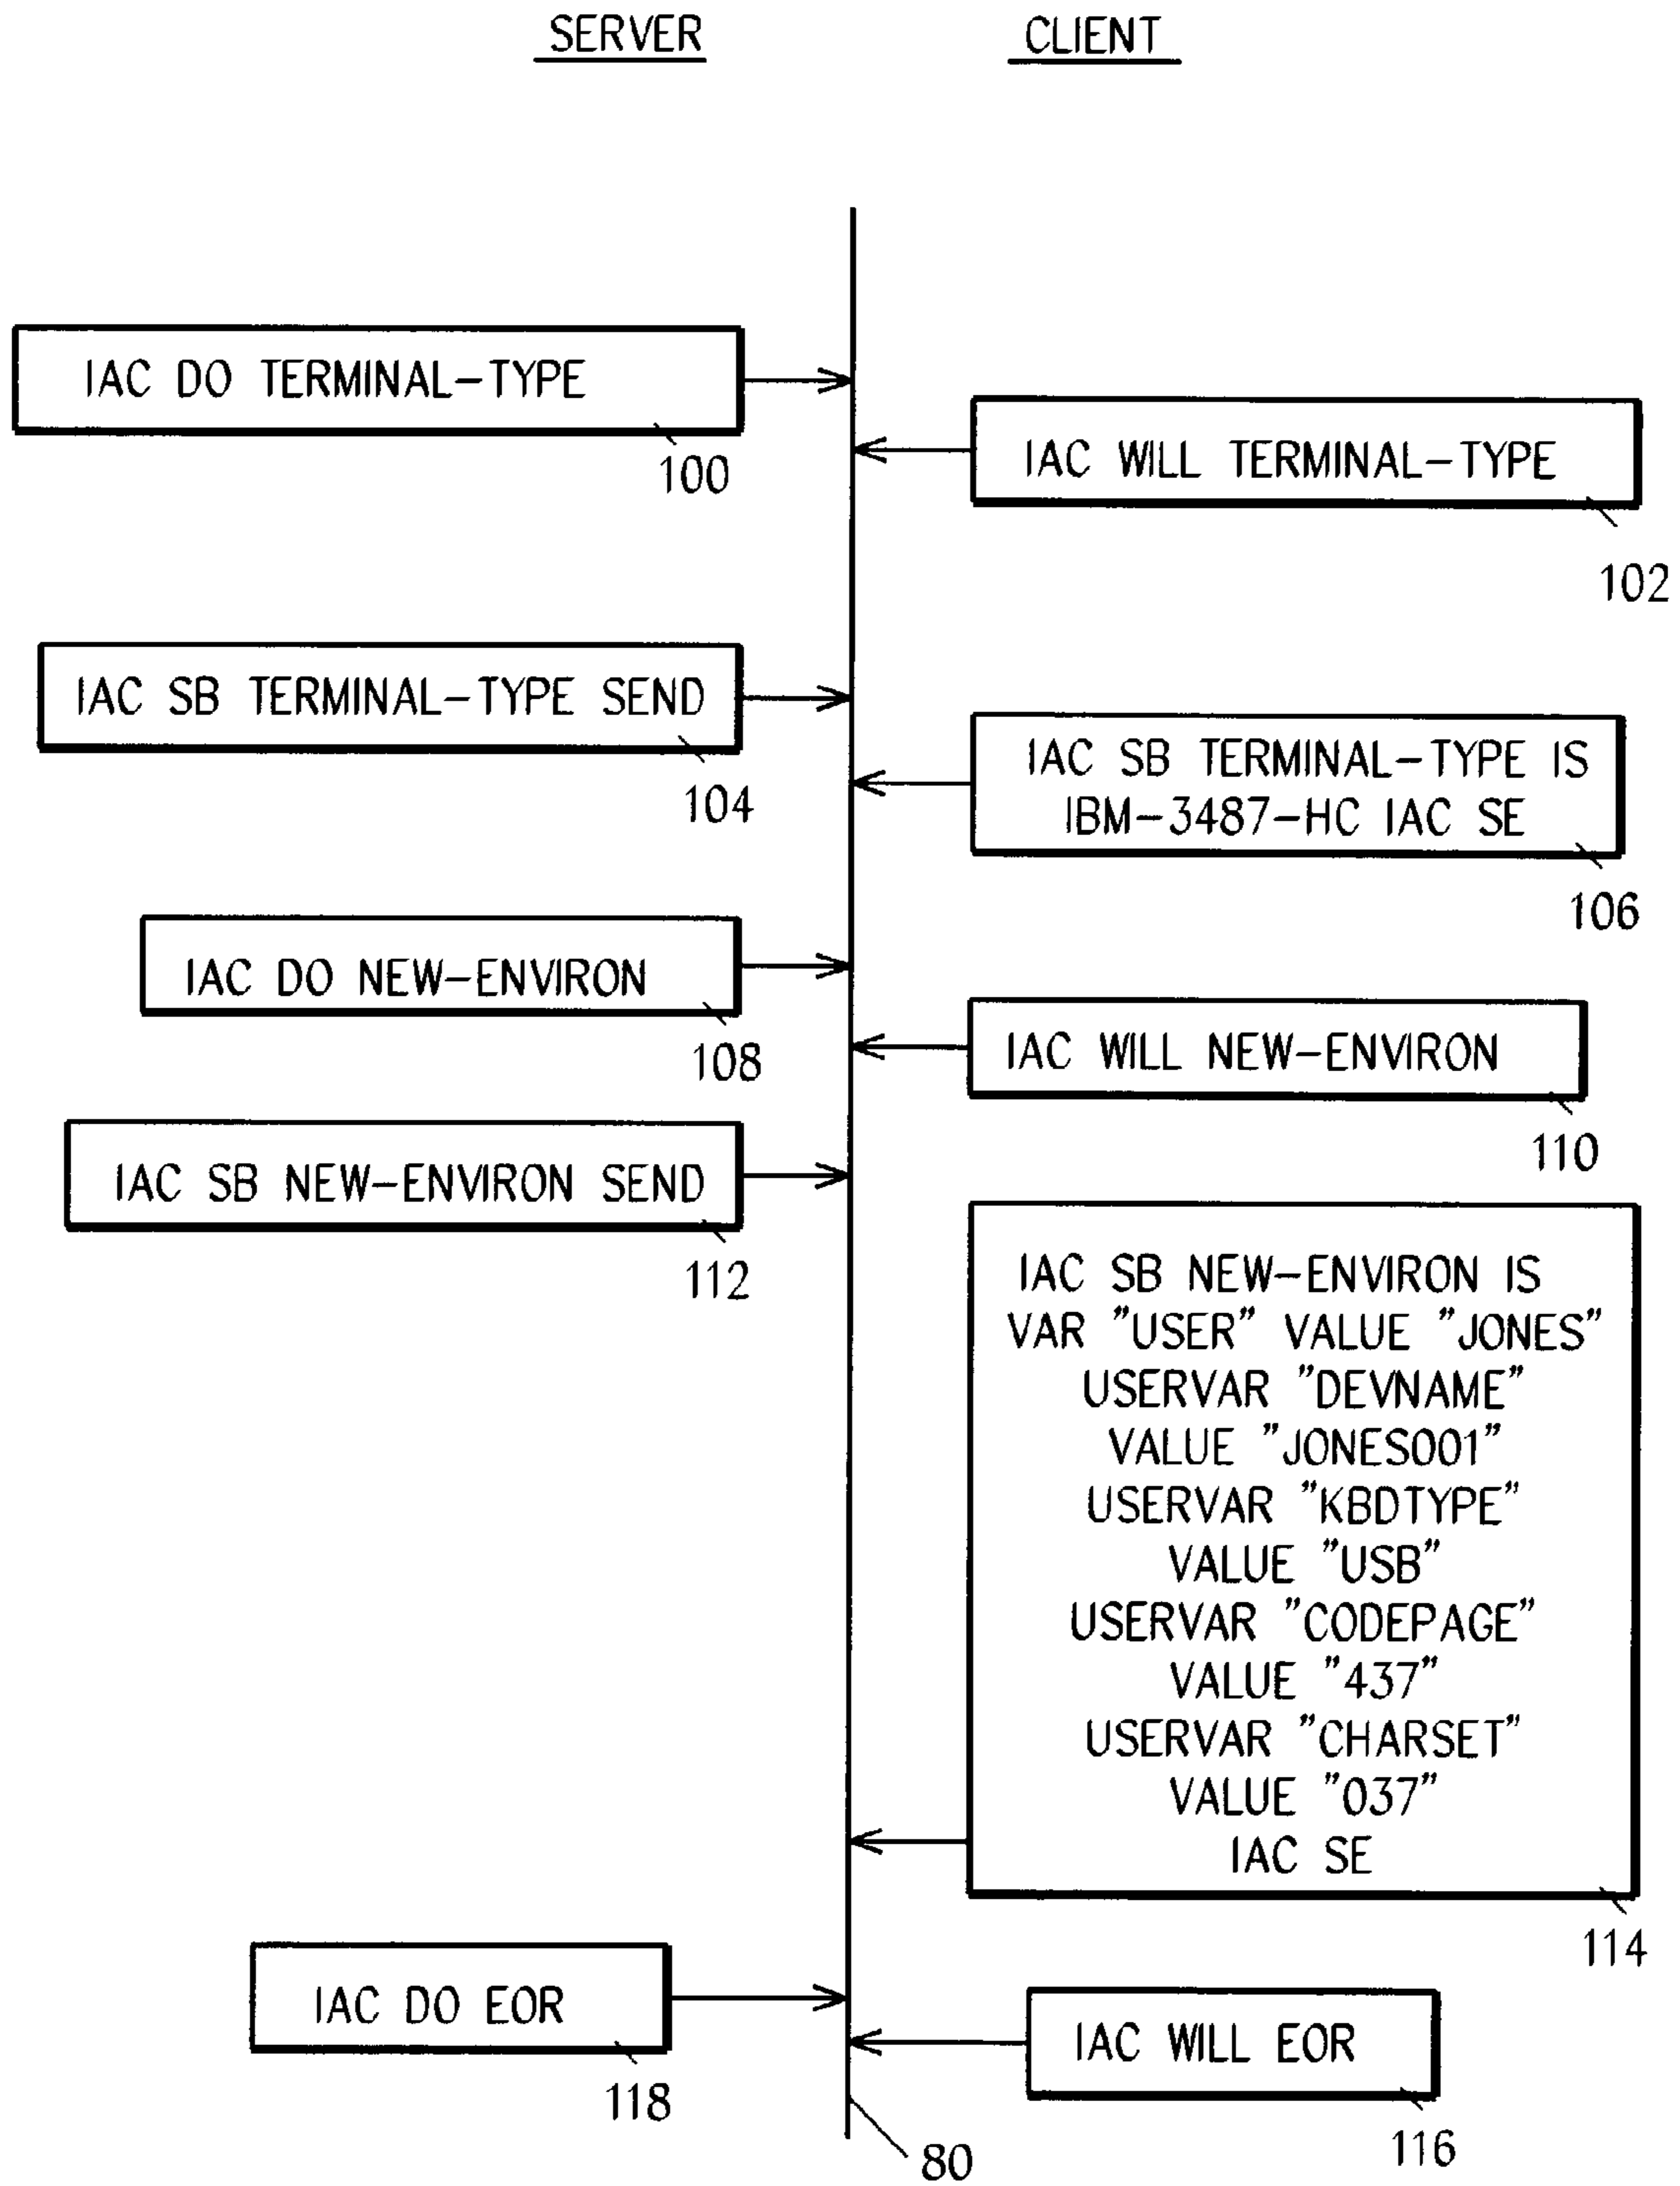 SERVER
CLIENT
IAC DO TERMINAL-TYPE
100
IAC WILL TERMINAL-TYPE
102
IAC SB TERMINAL-TYPE SEND
104
IAC SB TERMINAL-TYPE IS
IBM-3487-HC IAC SE
106
IAC DO NEW-ENVIRON
108
IAC WILL NEW-ENVIRON
110
IAC SB NEW-ENVIRON SEND
112
IAC SB NEW-ENVIRON IS
VAR "USER" VALUE "JONES"
USERVAR "DEVNAME"
VALUE "JONES001"
USERVAR "KBDTYPE"
VALUE "USB"
USERVAR "CODEPAGE"
VALUE "437"
USERVAR "CHARSET"
VALUE "037"
IAC SE
114
IAC DO EOR
118
IAC WILL EOR
116
80